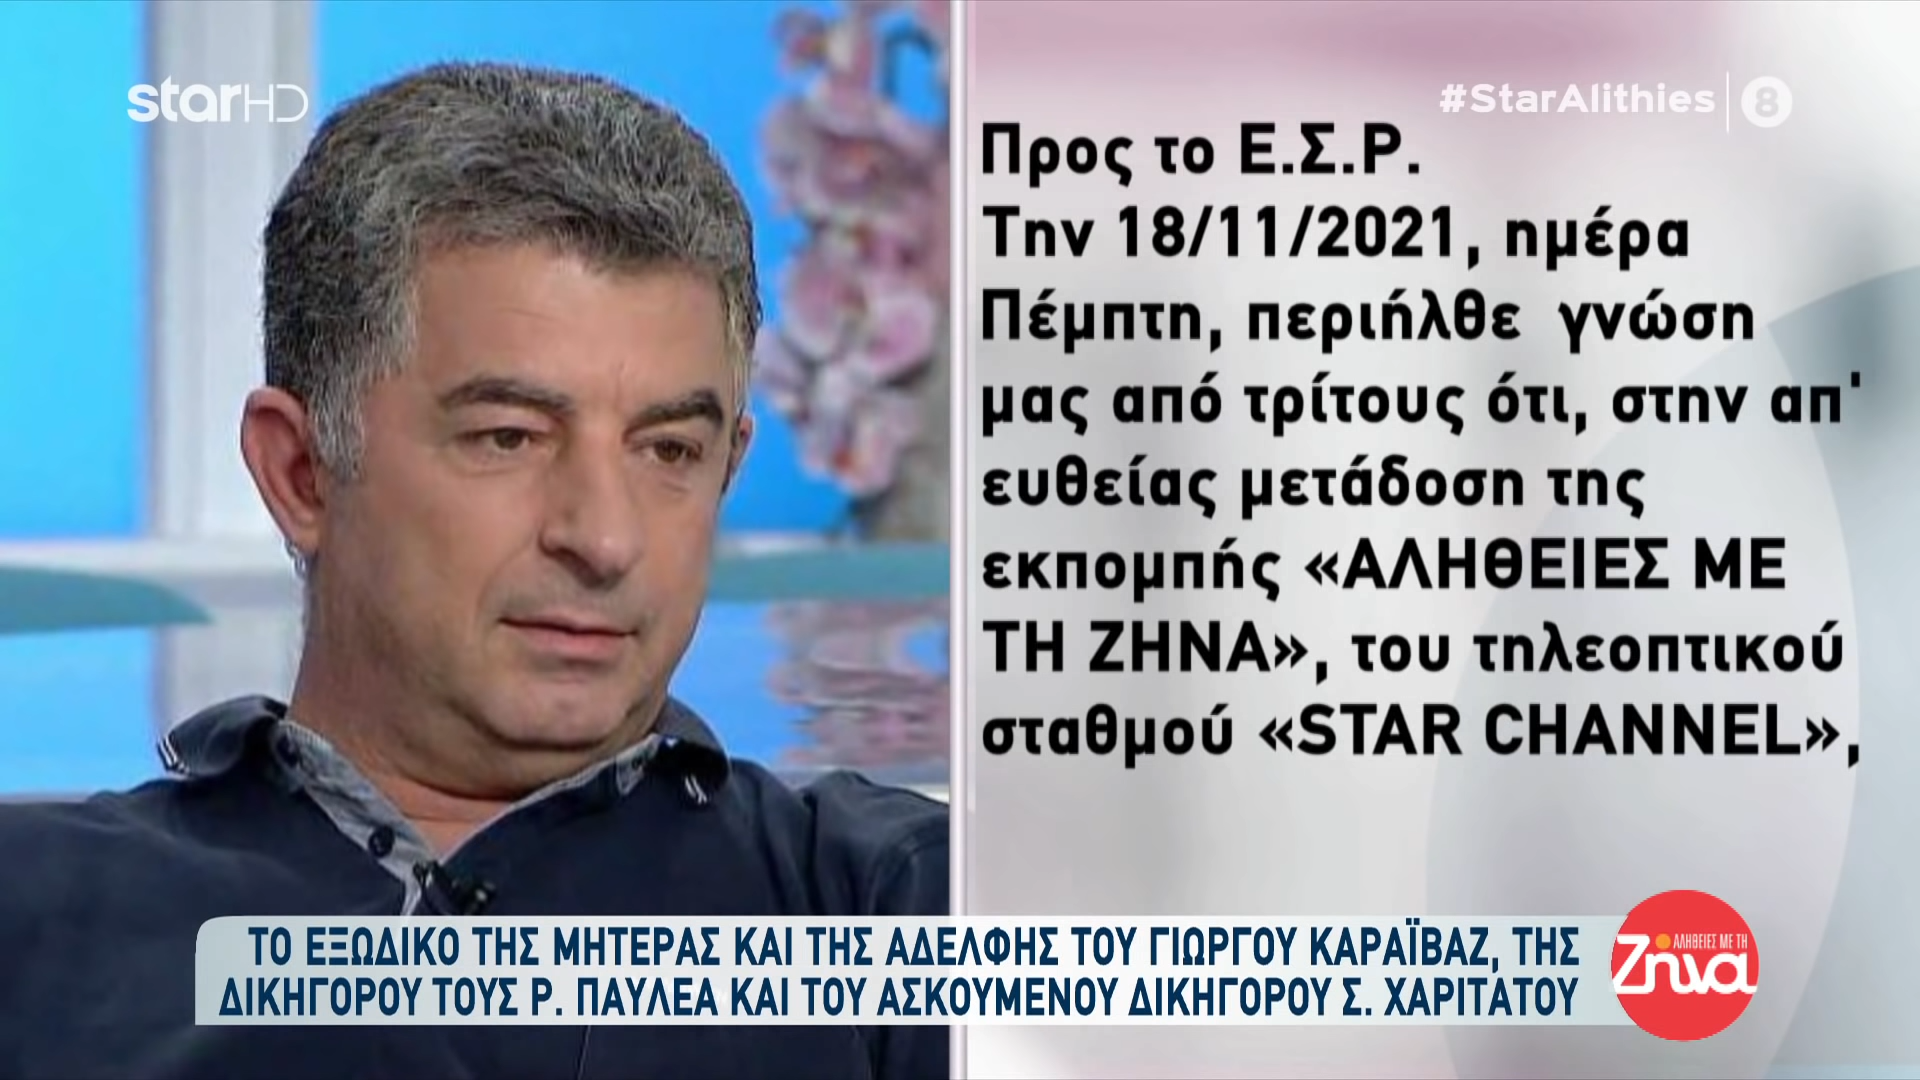 starHD
#StarAlithies 8
Προς το Ε.Σ.Ρ.
Την 18/11/2021, ημέρα
Πέμπτη, περιήλθε γνώση
μας από τρίτους ότι, στην απ'
ευθείας μετάδοση της
εκπομπής «ΑΛΗΘΕΙΕΣ ΜΕ
ΤΗ ΖΗΝΑ», του τηλεοπτικού
σταθμού «STAR CHANNEL»,
ΤΟ ΕΞΩΔΙΚΟ ΤΗΣ ΜΗΤΕΡΑΣ ΚΑΙ ΤΗΣ ΑΔΕΛΦΗΣ ΤΟΥ ΓΙΩΡΓΟΥ ΚΑΡΑΪΒΑΖ, ΤΗΣ
ΔΙΚΗΓΟΡΟΥ ΤΟΥΣ Ρ. ΠΑΥΛΕΑ ΚΑΙ ΤΟΥ ΑΣΚΟΥΜΕΝΟΥ ΔΙΚΗΓΟΡΟΥ Σ. ΧΑΡΙΤΑΤΟΥ
ΑΛΗΘΕΙΕΣ ΜΕ ΤΗ
Ζήνα